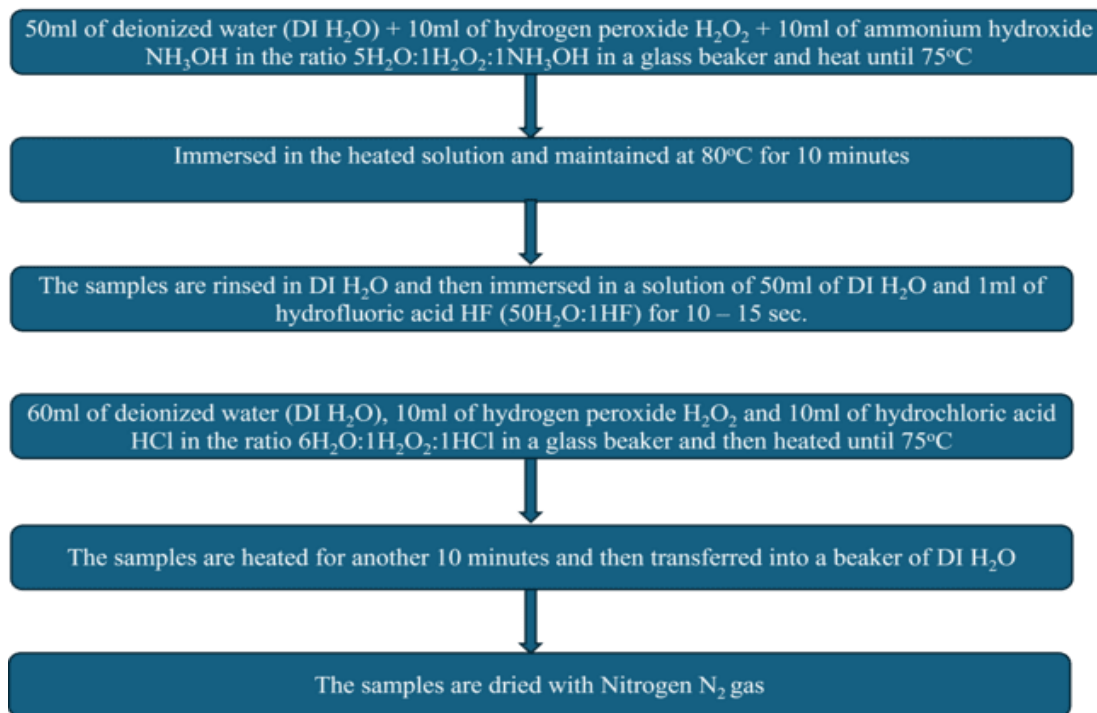 50ml of deionized water (DI H₂O) + 10ml of hydrogen peroxide H₂O₂ + 10ml of ammonium hydroxide
NH₃OH in the ratio 5H₂O:1H₂O₂:1NH₃OH in a glass beaker and heat until 75ᵒC
Immersed in the heated solution and maintained at 80ᵒC for 10 minutes
The samples are rinsed in DI H₂O and then immersed in a solution of 50ml of DI H₂O and 1ml of
hydrofluoric acid HF (50H₂O:1HF) for 10 – 15 sec.
60ml of deionized water (DI H₂O), 10ml of hydrogen peroxide H₂O₂ and 10ml of hydrochloric acid
HCl in the ratio 6H₂O:1H₂O₂:1HCl in a glass beaker and then heated until 75ᵒC
The samples are heated for another 10 minutes and then transferred into a beaker of DI H₂O
The samples are dried with Nitrogen N₂ gas